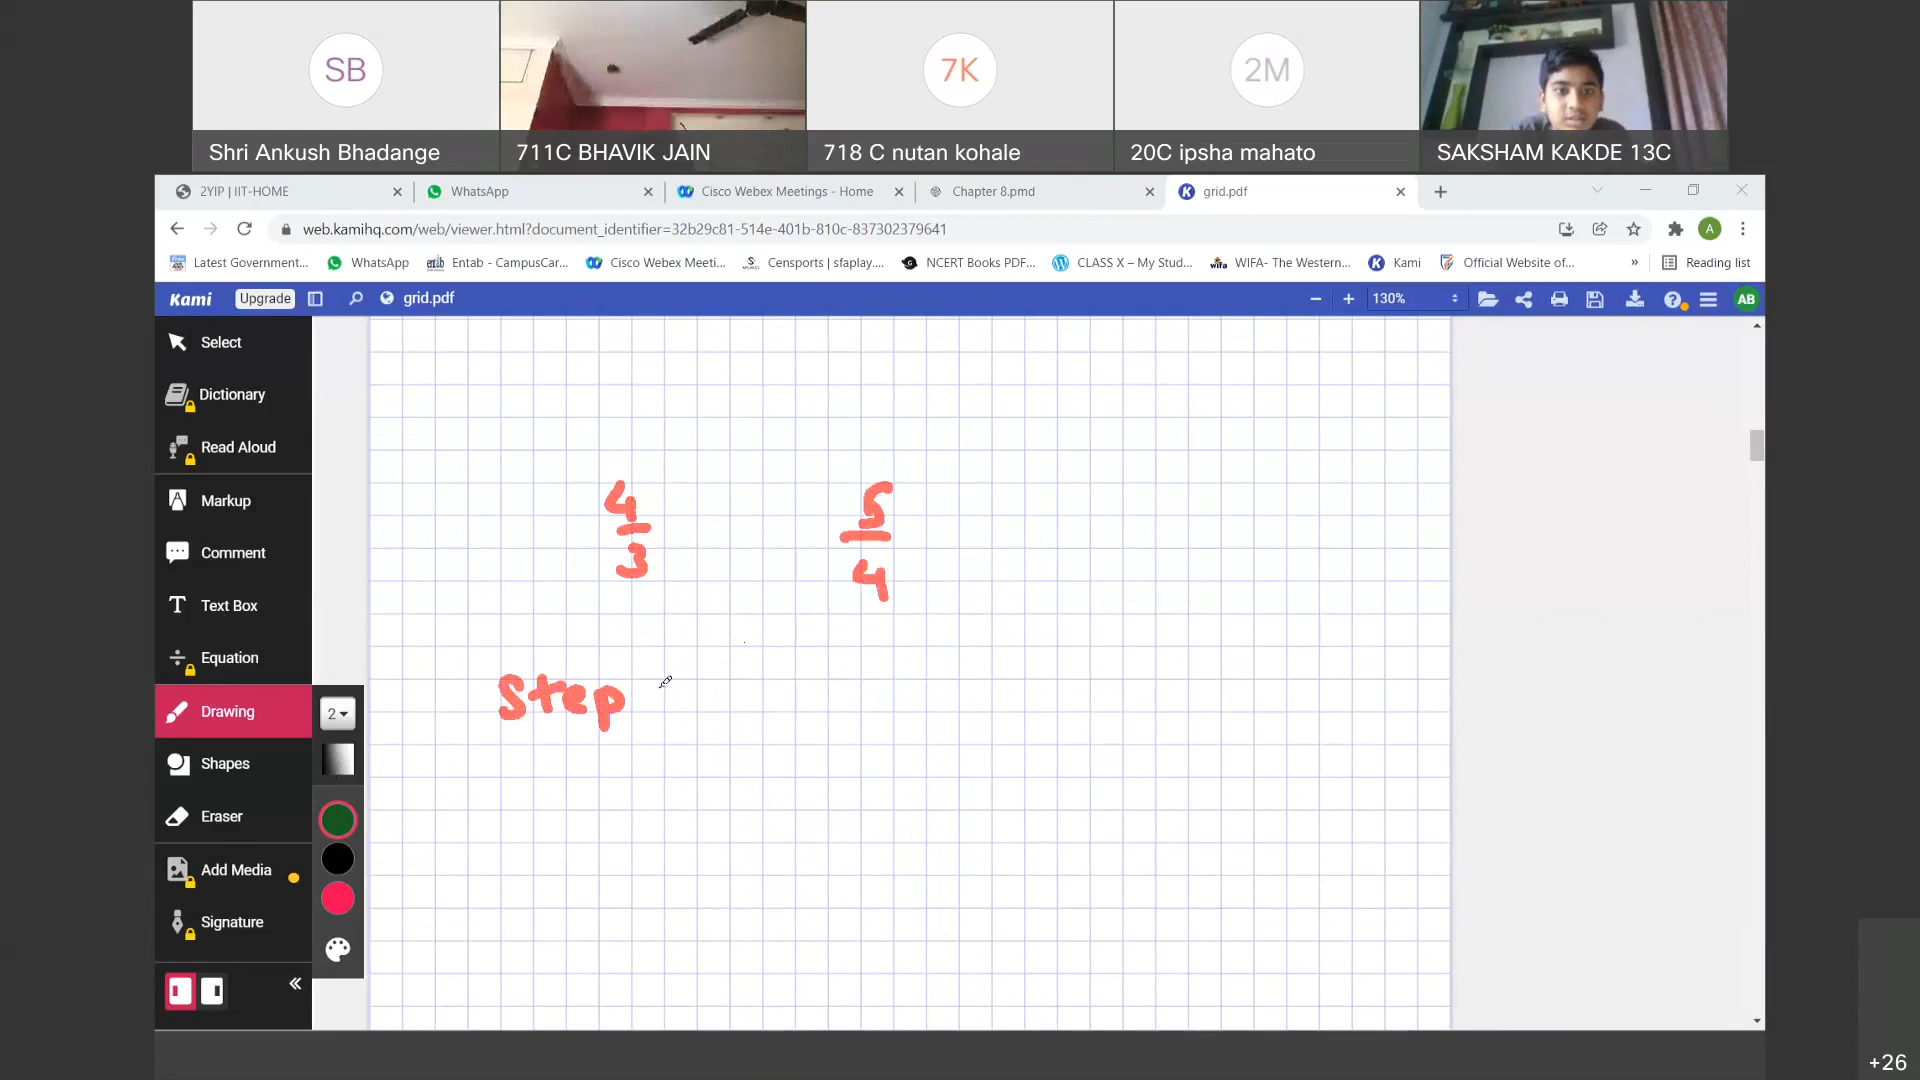 SB 7K 2M
Shri Ankush Bhadange 711C BHAVIK JAIN 718 C nutan kohale 20C ipsha mahato SAKSHAM KAKDE 13C
2YIP | IIT-HOME WhatsApp Cisco Webex Meetings - Home Chapter 8.pmd grid.pdf
web.kamihq.com/web/viewer.html?document_identifier=32b29c81-514e-401b-810c-837302379641 A
Latest Government... WhatsApp Entab - CampusCar... Cisco Webex Meeti... Censports | sfaplay.... NCERT Books PDF... CLASS X – My Stud... WIFA- The Western... Kami Official Website of... » Reading list
Kami Upgrade grid.pdf 130% AB
Select
Dictionary
Read Aloud
Markup
Comment
Text Box
Equation
Drawing 2
Shapes
Eraser
Add Media
Signature
4 5
3 4
Step
+26